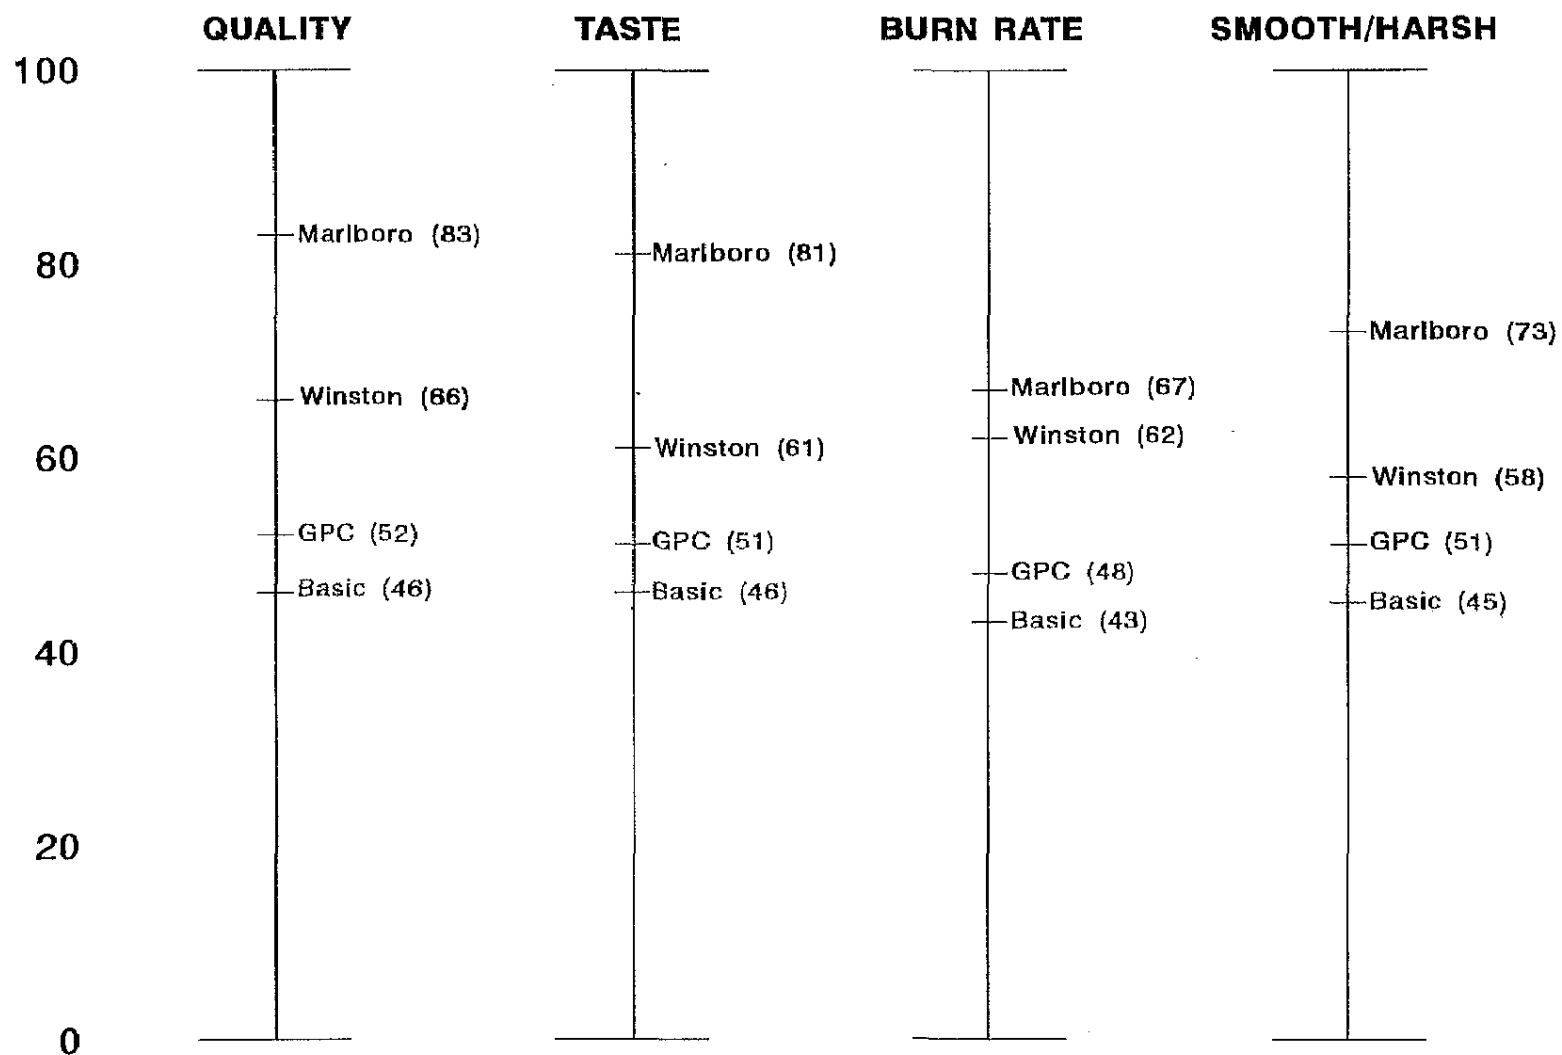 QUALITY TASTE BURN RATE SMOOTH/HARSH
100
Marlboro (83)
Marlboro (81)
80
Marlboro (73)
Marlboro (67)
Winston (66)
Winston (62)
Winston (61)
60
Winston (58)
GPC (52)
GPC (51)
GPC (51)
GPC (48)
Basic (46)
Basic (46)
Basic (45)
Basic (43)
40
20
0